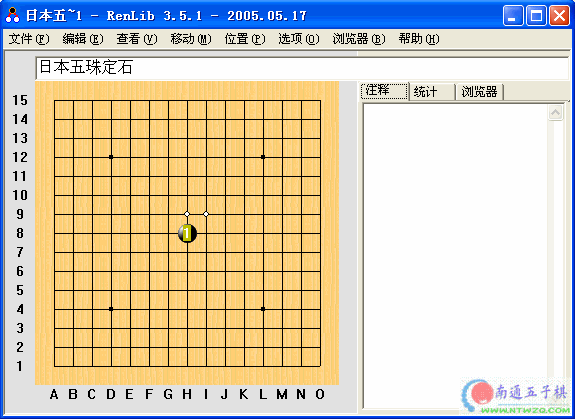 日本五~1 - RenLib 3.5.1 - 2005.05.17
文件(F) 编辑(E) 查看(V) 移动(M) 位置(P) 选项(O) 浏览器(B) 帮助(H)
日本五珠定石
注释 统计 浏览器
15
14
13
12
11
10
9
8
1
7
6
5
4
3
2
1
A B C D E F G H I J K L M N O
南通五子棋
www.NTWZQ.com